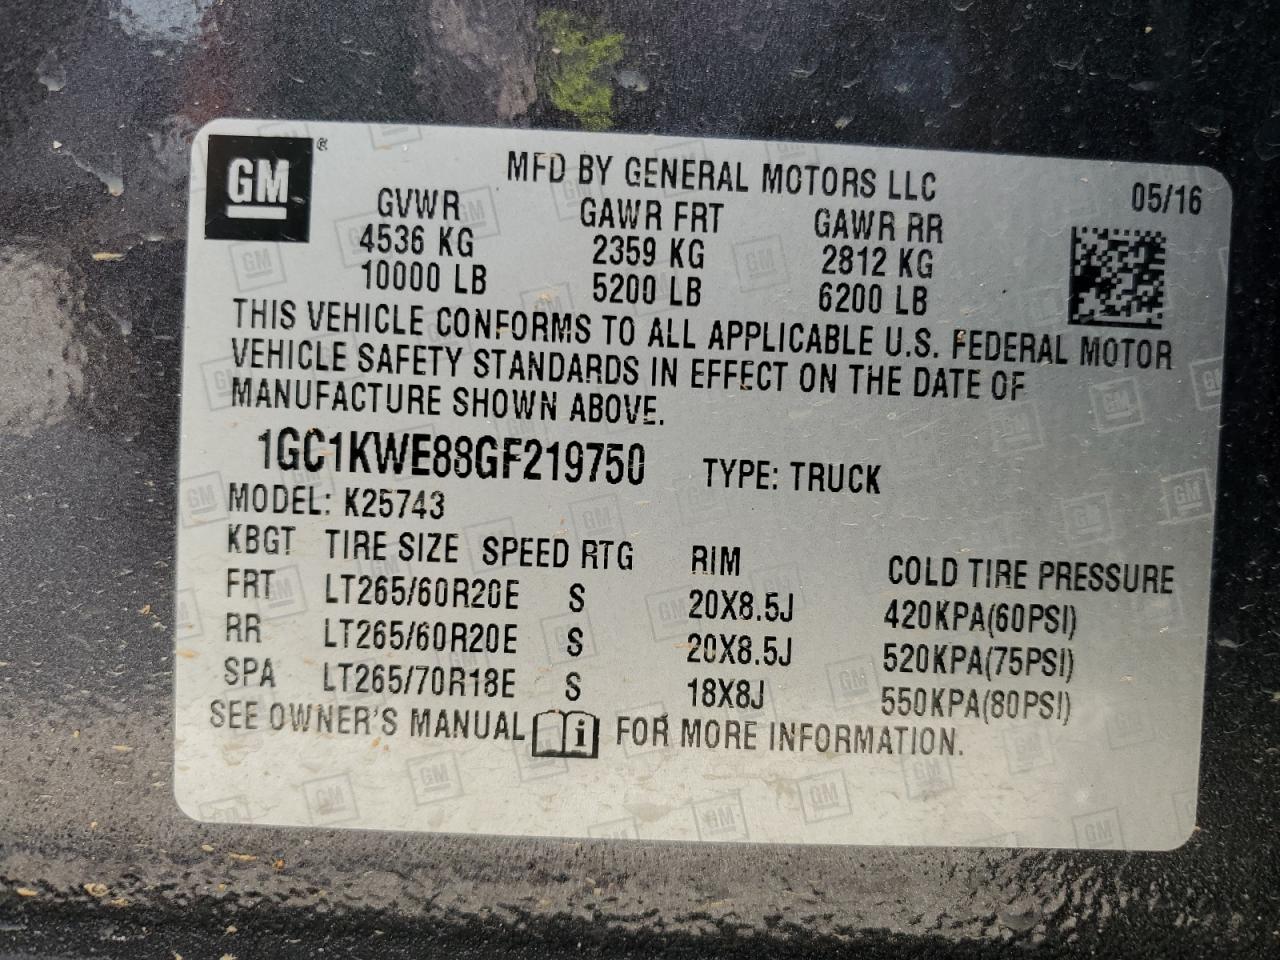 GM®
MFD BY GENERAL MOTORS LLC 05/16
GVWR GAWR FRT GAWR RR
4536 KG 2359 KG 2812 KG
10000 LB 5200 LB 6200 LB
THIS VEHICLE CONFORMS TO ALL APPLICABLE U.S. FEDERAL MOTOR
VEHICLE SAFETY STANDARDS IN EFFECT ON THE DATE OF
MANUFACTURE SHOWN ABOVE.
1GC1KWE88GF219750 TYPE: TRUCK
MODEL: K25743
KBGT TIRE SIZE SPEED RTG RIM COLD TIRE PRESSURE
FRT LT265/60R20E S 20X8.5J 420KPA(60PSI)
RR LT265/60R20E S 20X8.5J 520KPA(75PSI)
SPA LT265/70R18E S 18X8J 550KPA(80PSI)
SEE OWNER'S MANUAL i FOR MORE INFORMATION.